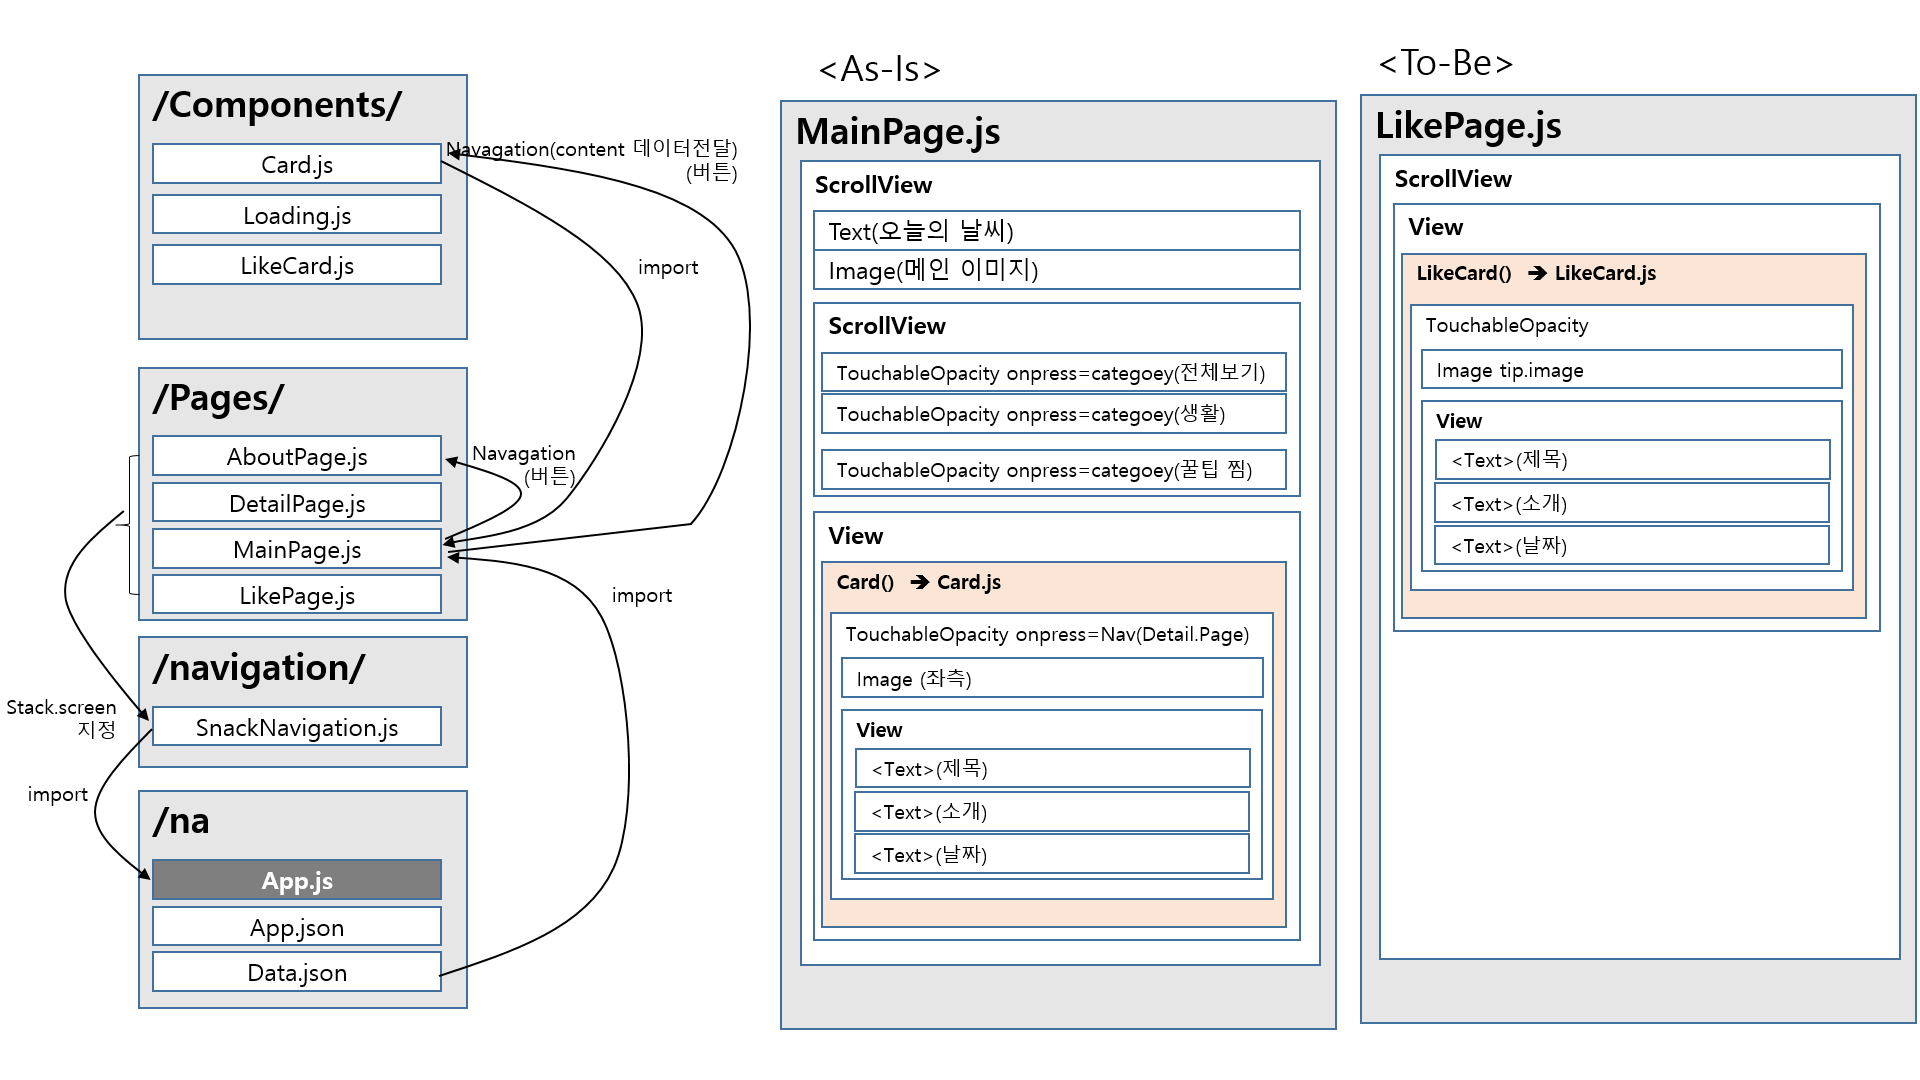 /Components/
Card.js
Loading.js
LikeCard.js
Navagation(content 데이터전달)
(버튼)
import
/Pages/
AboutPage.js
DetailPage.js
MainPage.js
LikePage.js
Navagation
(버튼)
import
/navigation/
SnackNavigation.js
Stack.screen
지정
import
/na
App.js
App.json
Data.json
<As-Is>
MainPage.js
ScrollView
Text(오늘의 날씨)
Image(메인 이미지)
ScrollView
TouchableOpacity onpress=categoey(전체보기)
TouchableOpacity onpress=categoey(생활)
TouchableOpacity onpress=categoey(꿀팁 찜)
View
Card() ➔ Card.js
TouchableOpacity onpress=Nav(Detail.Page)
Image (좌측)
View
<Text>(제목)
<Text>(소개)
<Text>(날짜)
<To-Be>
LikePage.js
ScrollView
View
LikeCard() ➔ LikeCard.js
TouchableOpacity
Image tip.image
View
<Text>(제목)
<Text>(소개)
<Text>(날짜)